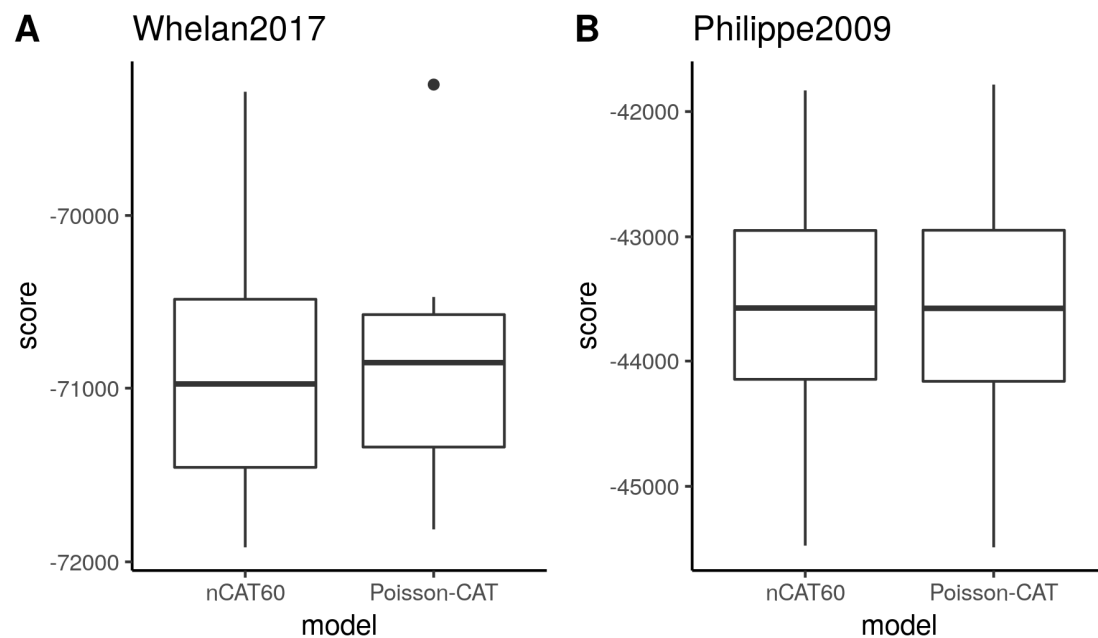 A Whelan2017
score
-70000
-71000
-72000
nCAT60 Poisson-CAT
model
B Philippe2009
score
-42000
-43000
-44000
-45000
nCAT60 Poisson-CAT
model